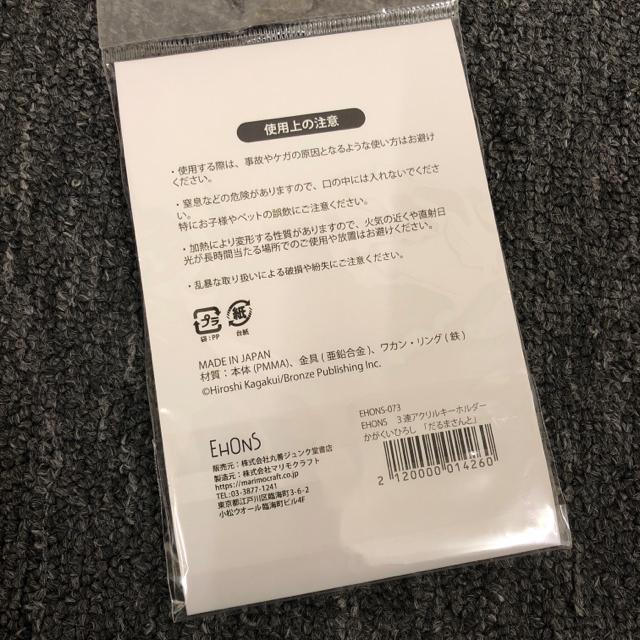 使用上の注意
・使用する際は、事故やケガの原因となるような使い方はお避け
ください。
・窒息などの危険がありますので、口の中には入れないでくださ
い。
特にお子様やペットの誤飲にご注意ください。
・加熱により変形する性質がありますので、火気の近くや直射日
光が長時間当たる場所でのご使用や放置はお避けください。
・乱暴な取り扱いによる破損や紛失にご注意ください。
プラ
袋:PP
紙
台紙
MADE IN JAPAN
材質:本体(PMMA)、金具(亜鉛合金)、ワカン・リング(鉄)
©Hiroshi Kagakui/Bronze Publishing Inc.
EHONS
販売元:株式会社丸善ジュンク堂書店
製造元:株式会社マリモクラフト
https://marimocraft.co.jp
TEL:03-3877-1241
東京都江戸川区臨海町3-6-2
小松ウオール臨海町ビル4F
EHONS-073
EHONS 3連アクリルキーホルダー
かがくいひろし「だるまさんと」
2 120000 014260